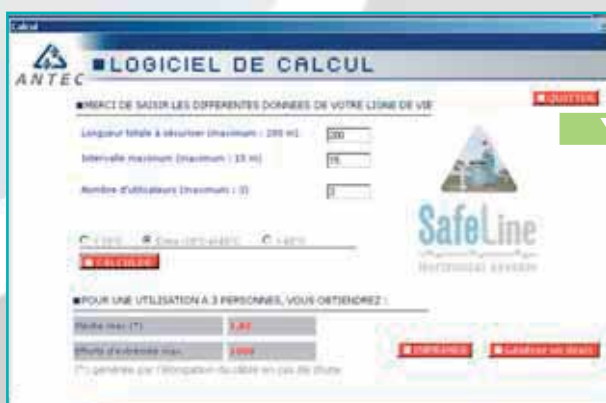 Calcul
ANTEC
LOGICIEL DE CALCUL
MERCI DE SAISIR LES DIFFERENTES DONNEES DE VOTRE LIGNE DE VIE
QUITTER
Longueur totale à sécuriser (maximum : 200 m) 200
Intervalle maximum (maximum : 15 m) 15
Nombre d'utilisateurs (maximum : 3) 3
SafeLine
Horizontal systems
CALCULER
POUR UNE UTILISATION A 3 PERSONNES, VOUS OBTIENDREZ :
Flèche max (*)
Efforts d'extrémité max.
IMPRIMER
(*) générée par l'élongation du câble en cas de chute